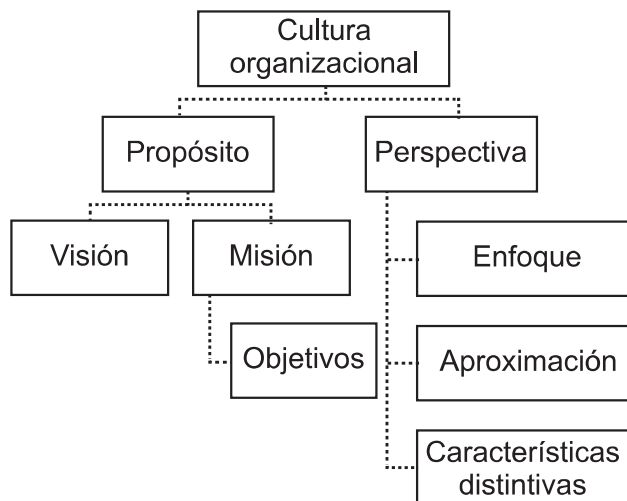 Cultura
organizacional
Propósito
Perspectiva
Visión
Misión
Enfoque
Objetivos
Aproximación
Características
distintivas